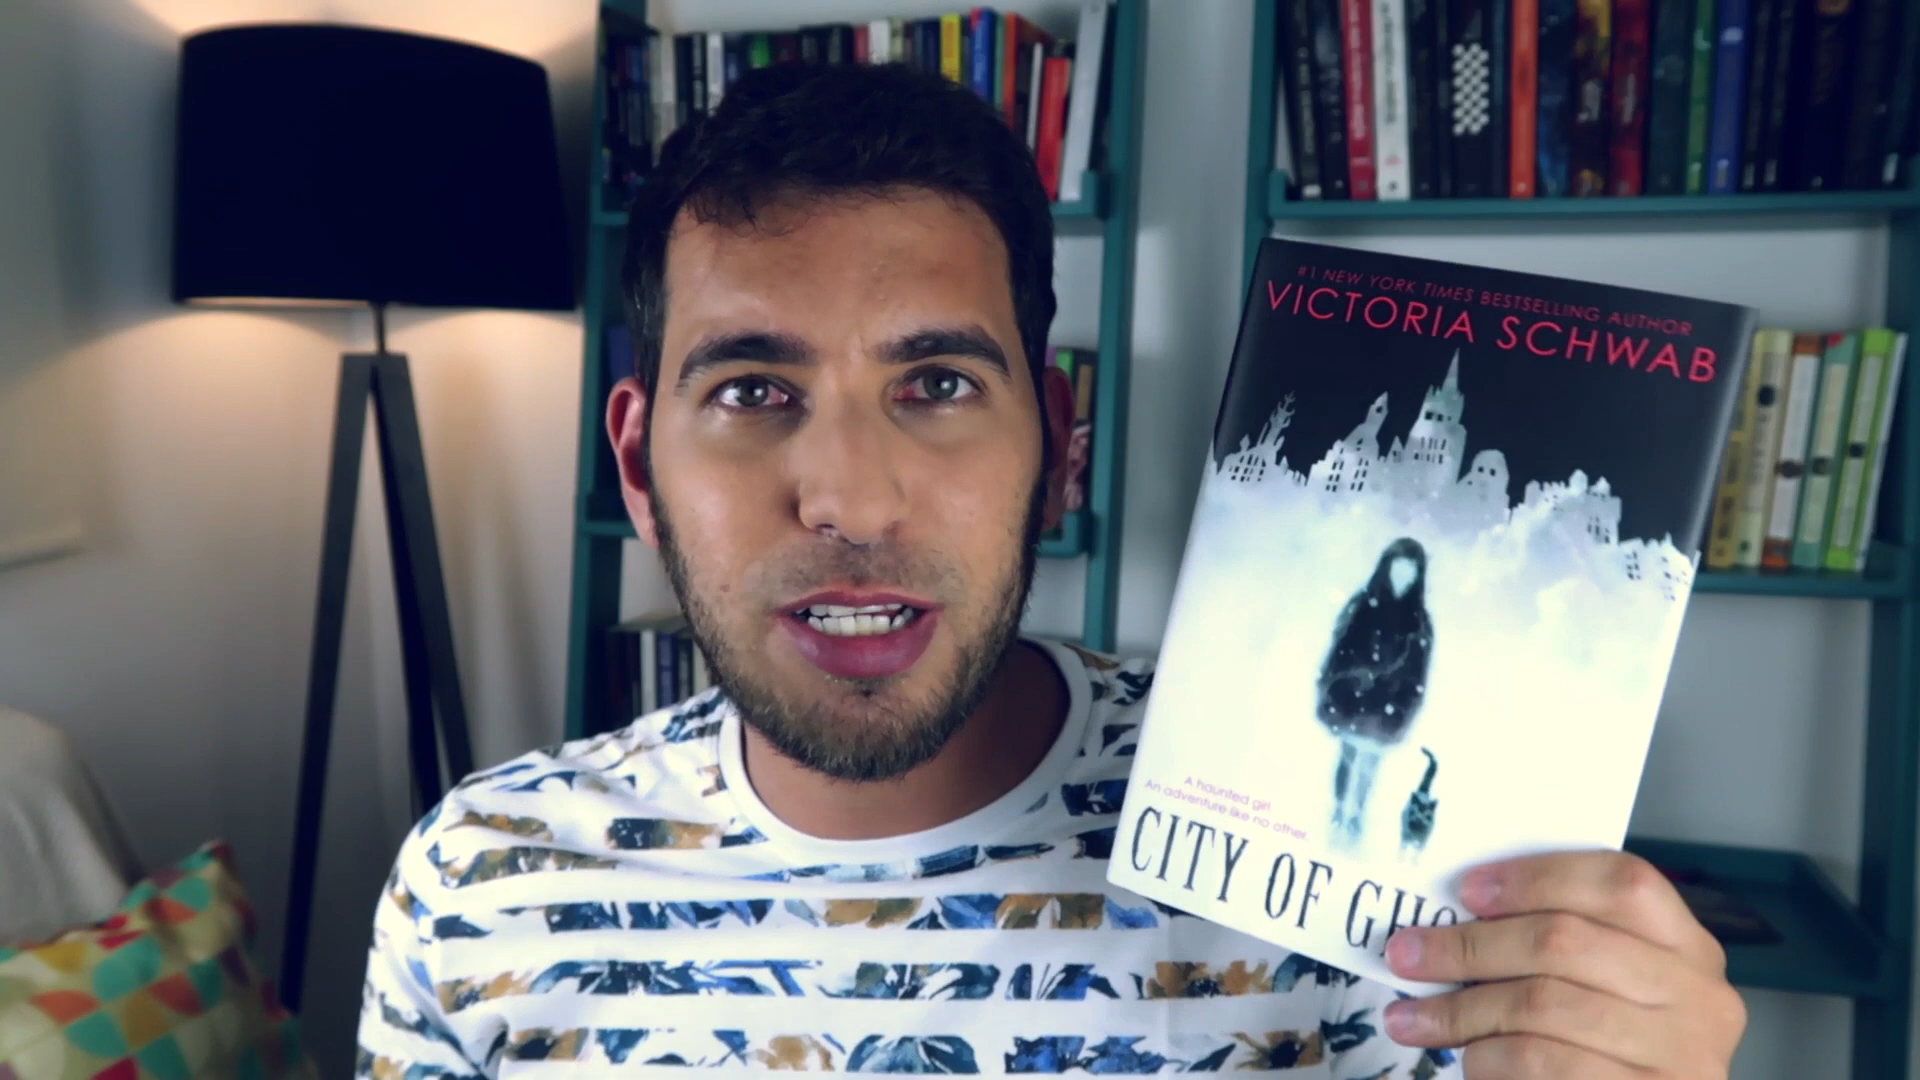 #1 NEW YORK TIMES BESTSELLING AUTHOR
VICTORIA SCHWAB
A haunted girl.
An adventure like no other.
CITY OF GHO